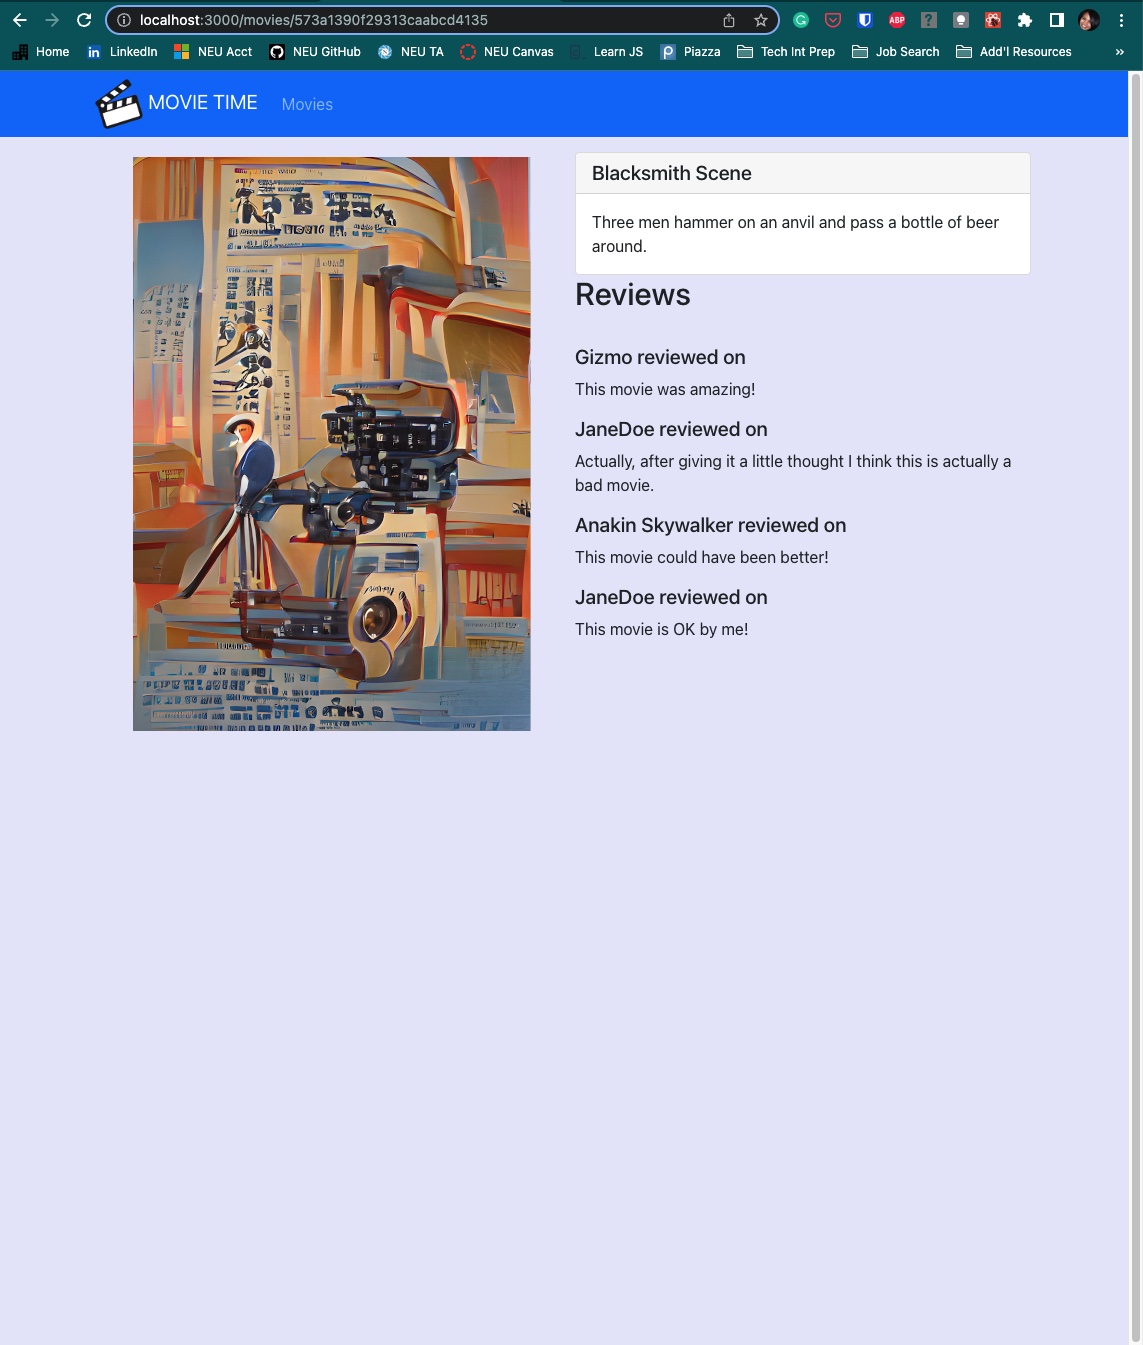 localhost:3000/movies/573a1390f29313caabcd4135
ABP
?
Home LinkedIn NEU Acct NEU GitHub NEU TA NEU Canvas Learn JS Piazza Tech Int Prep Job Search Add'l Resources »
MOVIE TIME Movies
Blacksmith Scene
Three men hammer on an anvil and pass a bottle of beer
around.
Reviews
Gizmo reviewed on
This movie was amazing!
JaneDoe reviewed on
Actually, after giving it a little thought I think this is actually a
bad movie.
Anakin Skywalker reviewed on
This movie could have been better!
JaneDoe reviewed on
This movie is OK by me!